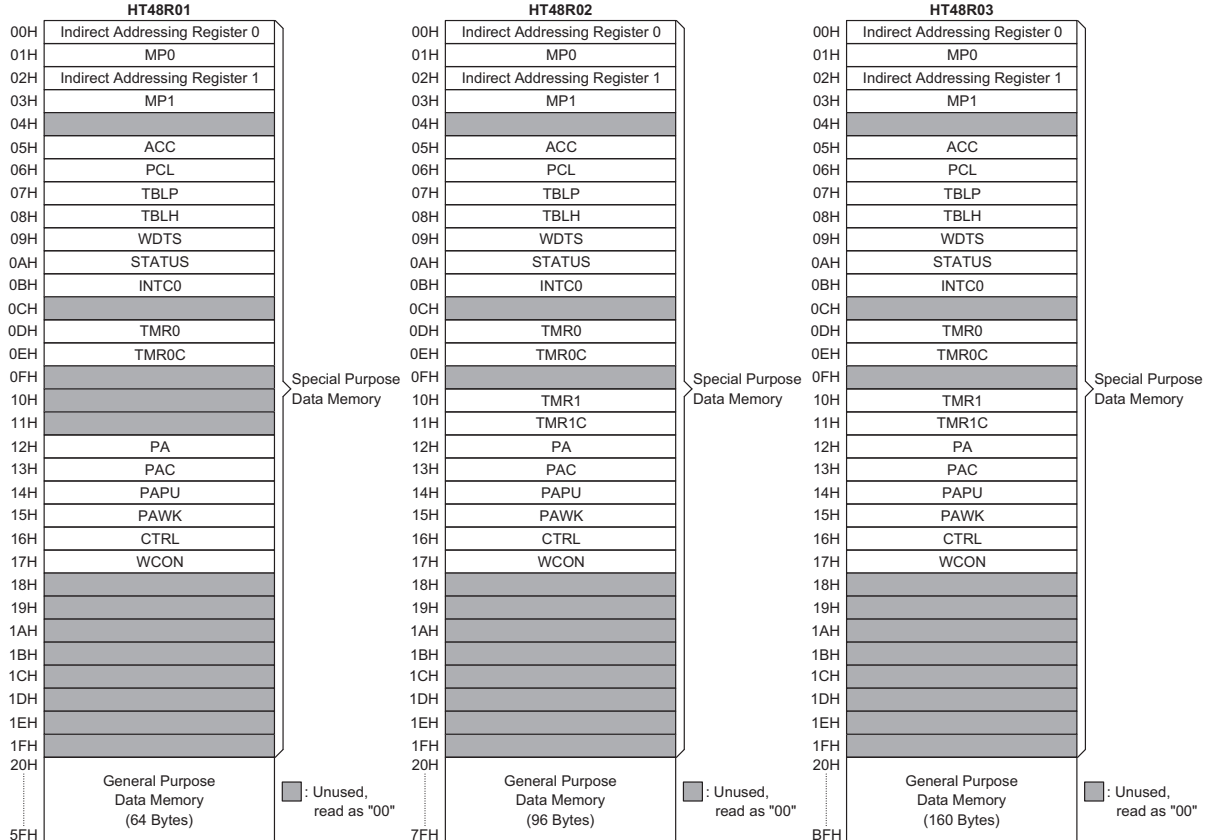 HT48R01
00H Indirect Addressing Register 0
01H MP0
02H Indirect Addressing Register 1
03H MP1
04H
05H ACC
06H PCL
07H TBLP
08H TBLH
09H WDTS
0AH STATUS
0BH INTC0
0CH
0DH TMR0
0EH TMR0C
0FH
10H
11H
12H PA
13H PAC
14H PAPU
15H PAWK
16H CTRL
17H WCON
18H
19H
1AH
1BH
1CH
1DH
1EH
1FH
20H
5FH
General Purpose
Data Memory
(64 Bytes)
Special Purpose
Data Memory
: Unused,
read as "00"
HT48R02
00H Indirect Addressing Register 0
01H MP0
02H Indirect Addressing Register 1
03H MP1
04H
05H ACC
06H PCL
07H TBLP
08H TBLH
09H WDTS
0AH STATUS
0BH INTC0
0CH
0DH TMR0
0EH TMR0C
0FH
10H TMR1
11H TMR1C
12H PA
13H PAC
14H PAPU
15H PAWK
16H CTRL
17H WCON
18H
19H
1AH
1BH
1CH
1DH
1EH
1FH
20H
7FH
General Purpose
Data Memory
(96 Bytes)
Special Purpose
Data Memory
: Unused,
read as "00"
HT48R03
00H Indirect Addressing Register 0
01H MP0
02H Indirect Addressing Register 1
03H MP1
04H
05H ACC
06H PCL
07H TBLP
08H TBLH
09H WDTS
0AH STATUS
0BH INTC0
0CH
0DH TMR0
0EH TMR0C
0FH
10H TMR1
11H TMR1C
12H PA
13H PAC
14H PAPU
15H PAWK
16H CTRL
17H WCON
18H
19H
1AH
1BH
1CH
1DH
1EH
1FH
20H
BFH
General Purpose
Data Memory
(160 Bytes)
Special Purpose
Data Memory
: Unused,
read as "00"